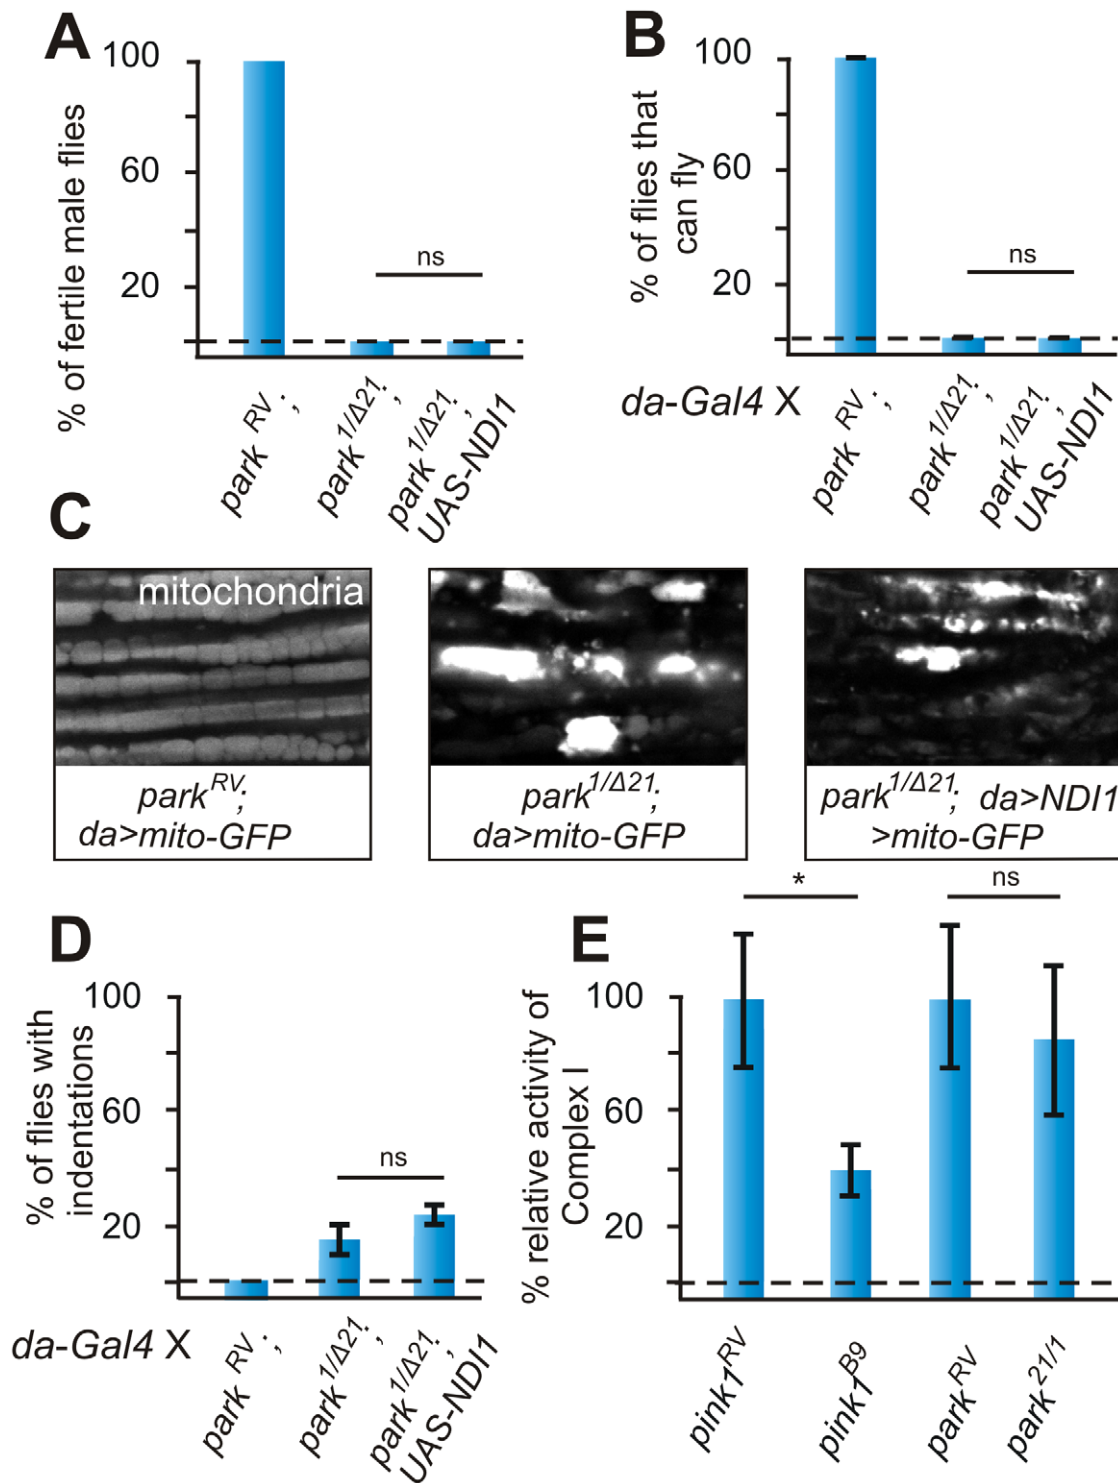 A
% of fertile male flies
100
60
20
ns
park^RV;
park^1/Δ21;
park^1/Δ21;
UAS-NDI1
B
% of flies that
can fly
100
60
20
ns
da-Gal4 X
park^RV;
park^1/Δ21;
park^1/Δ21;
UAS-NDI1
C
mitochondria
park^RV;
da>mito-GFP
park^1/Δ21;
da>mito-GFP
park^1/Δ21; da>NDI1
>mito-GFP
D
% of flies with
indentations
100
60
20
ns
da-Gal4 X
park^RV;
park^1/Δ21;
park^1/Δ21;
UAS-NDI1
E
% relative activity of
Complex I
100
60
20
*
ns
pink1^RV
pink1^B9
park^RV
park^21/1